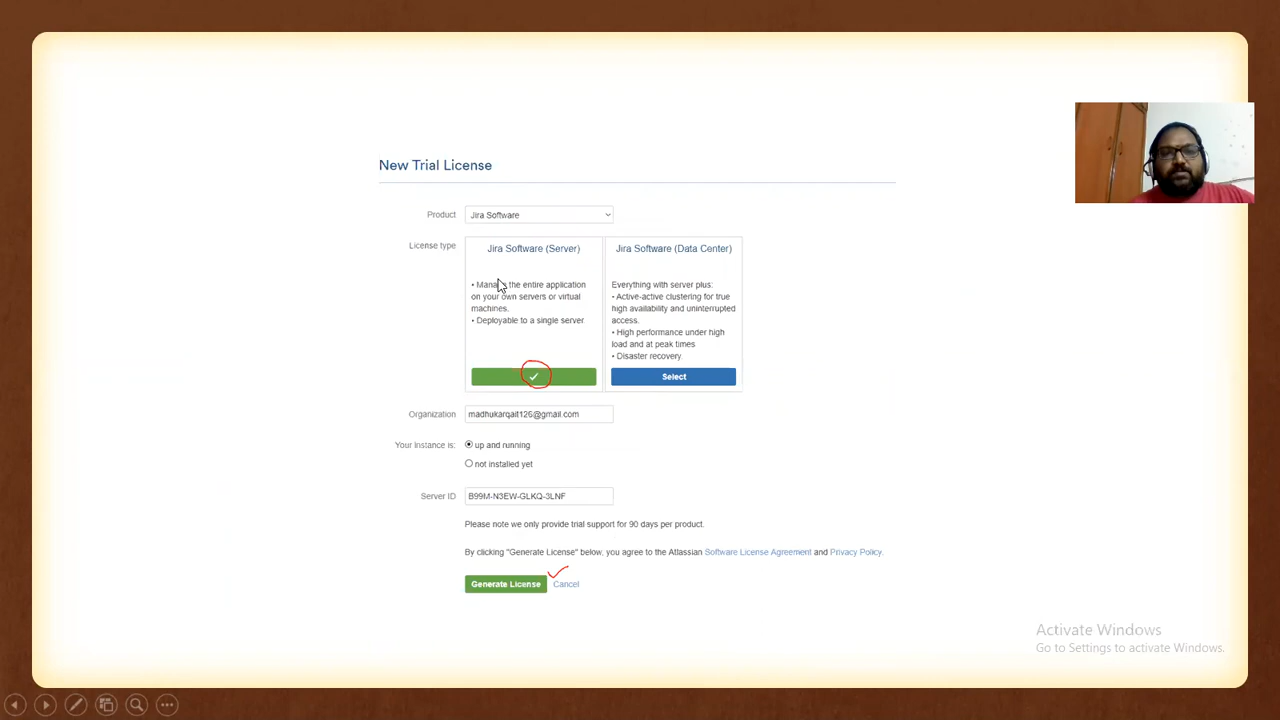 New Trial License
Product
Jira Software
License type
Jira Software (Server)
• Manage the entire application
on your own servers or virtual
machines.
• Deployable to a single server.
Jira Software (Data Center)
Everything with server plus:
• Active-active clustering for true
high availability and uninterrupted
access.
• High performance under high
load and at peak times
• Disaster recovery.
Select
Organization
madhukarqait126@gmail.com
Your instance is:
up and running
not installed yet
Server ID
B99M-N3EW-GLKQ-3LNF
Please note we only provide trial support for 90 days per product.
By clicking "Generate License" below, you agree to the Atlassian Software License Agreement and Privacy Policy.
Generate License Cancel
Activate Windows
Go to Settings to activate Windows.